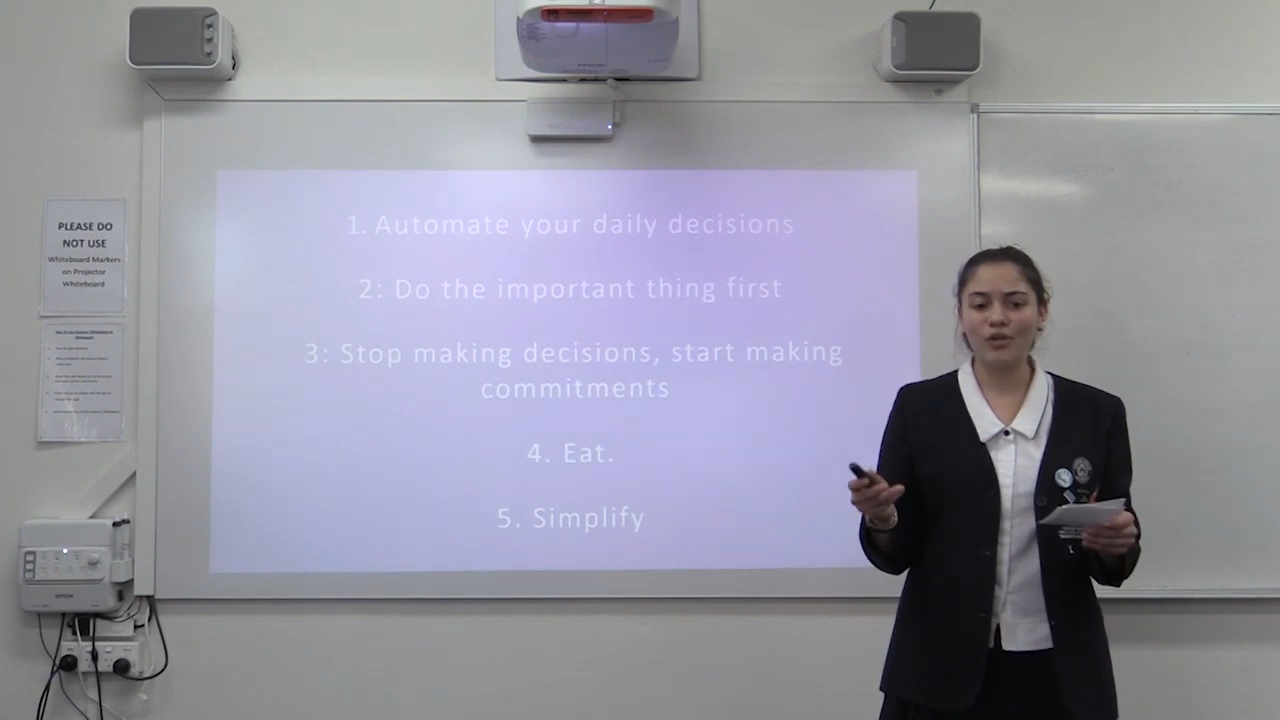 1. Automate your daily decisions
2: Do the important thing first
3: Stop making decisions, start making
commitments
4. Eat.
5. Simplify
PLEASE DO
NOT USE
Whiteboard Markers
on Projector
Whiteboard
EPSON